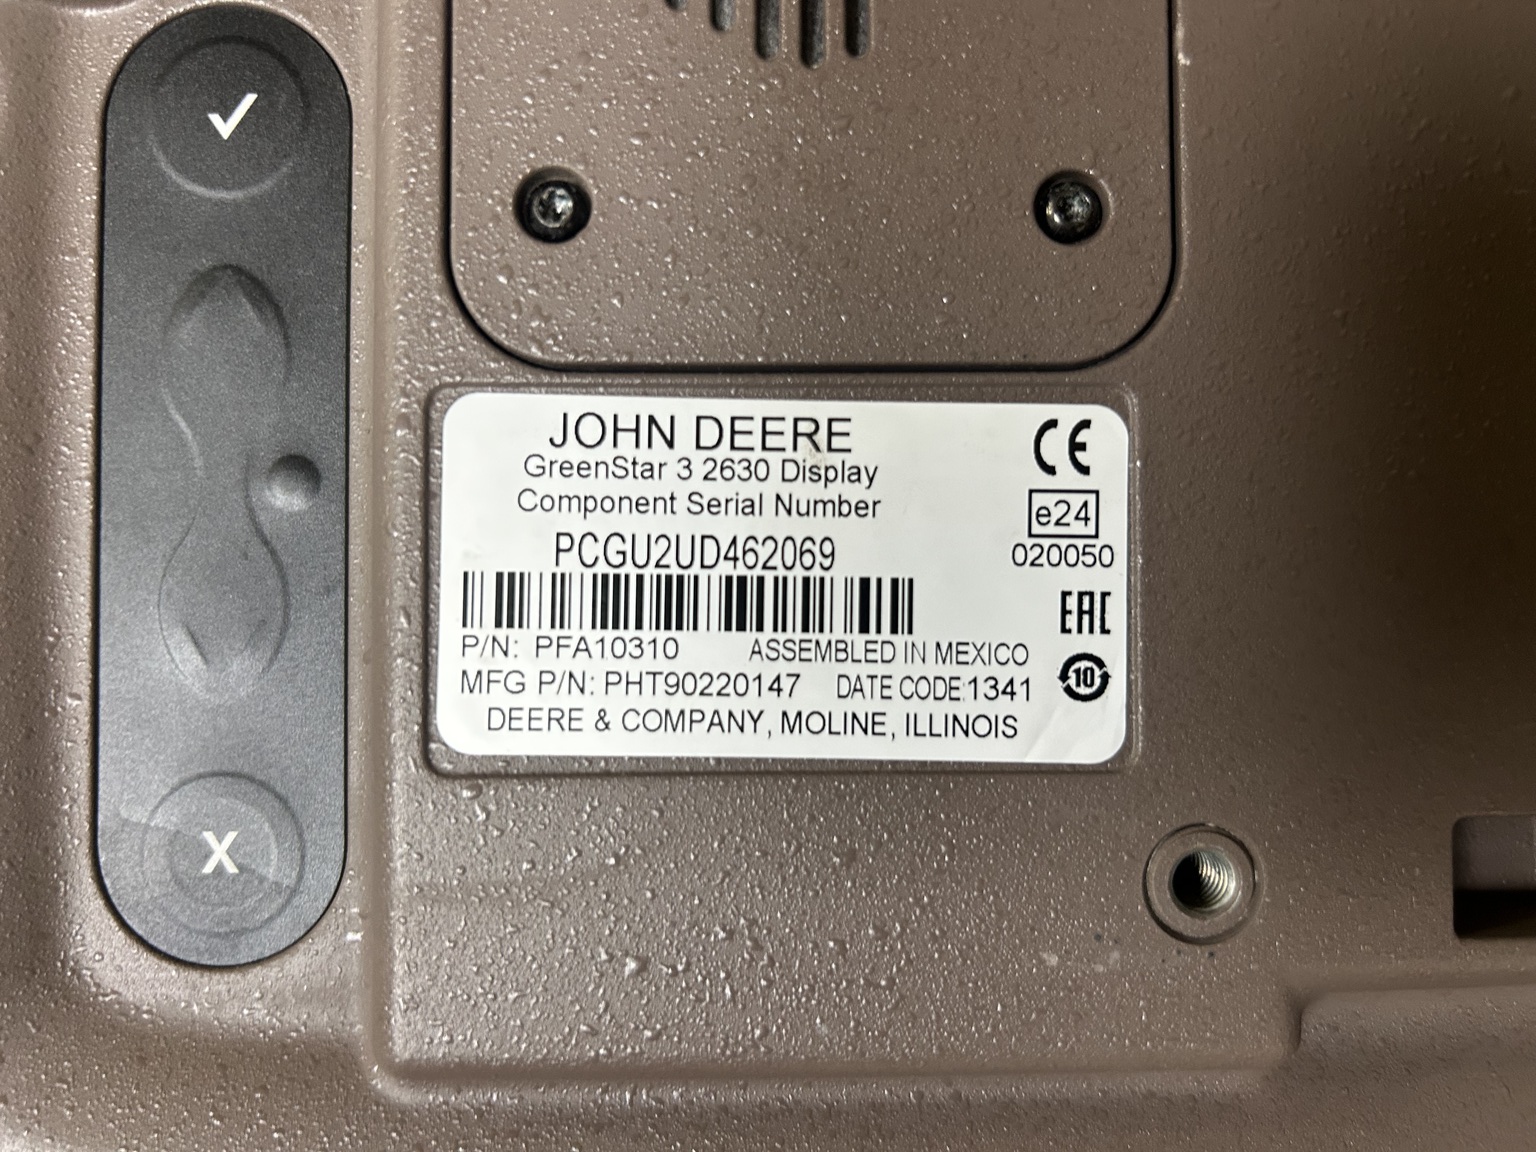 JOHN DEERE
GreenStar 3 2630 Display
Component Serial Number
PCGU2UD462069
P/N: PFA10310 ASSEMBLED IN MEXICO
MFG P/N: PHT90220147 DATE CODE:1341
DEERE & COMPANY, MOLINE, ILLINOIS
CE
e24
020050
EAC
10
X